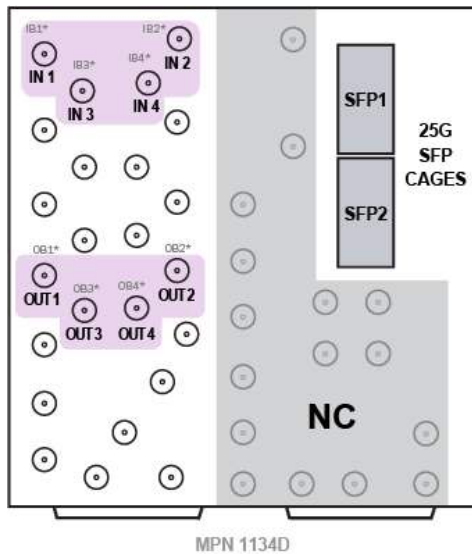 IB1*
IB2*
IN 1
IN 2
IB3*
IB4*
IN 3
IN 4
SFP1
25G
SFP
CAGES
SFP2
OB1*
OB2*
OUT1
OUT2
OB3*
OB4*
OUT3
OUT4
NC
MPN 1134D